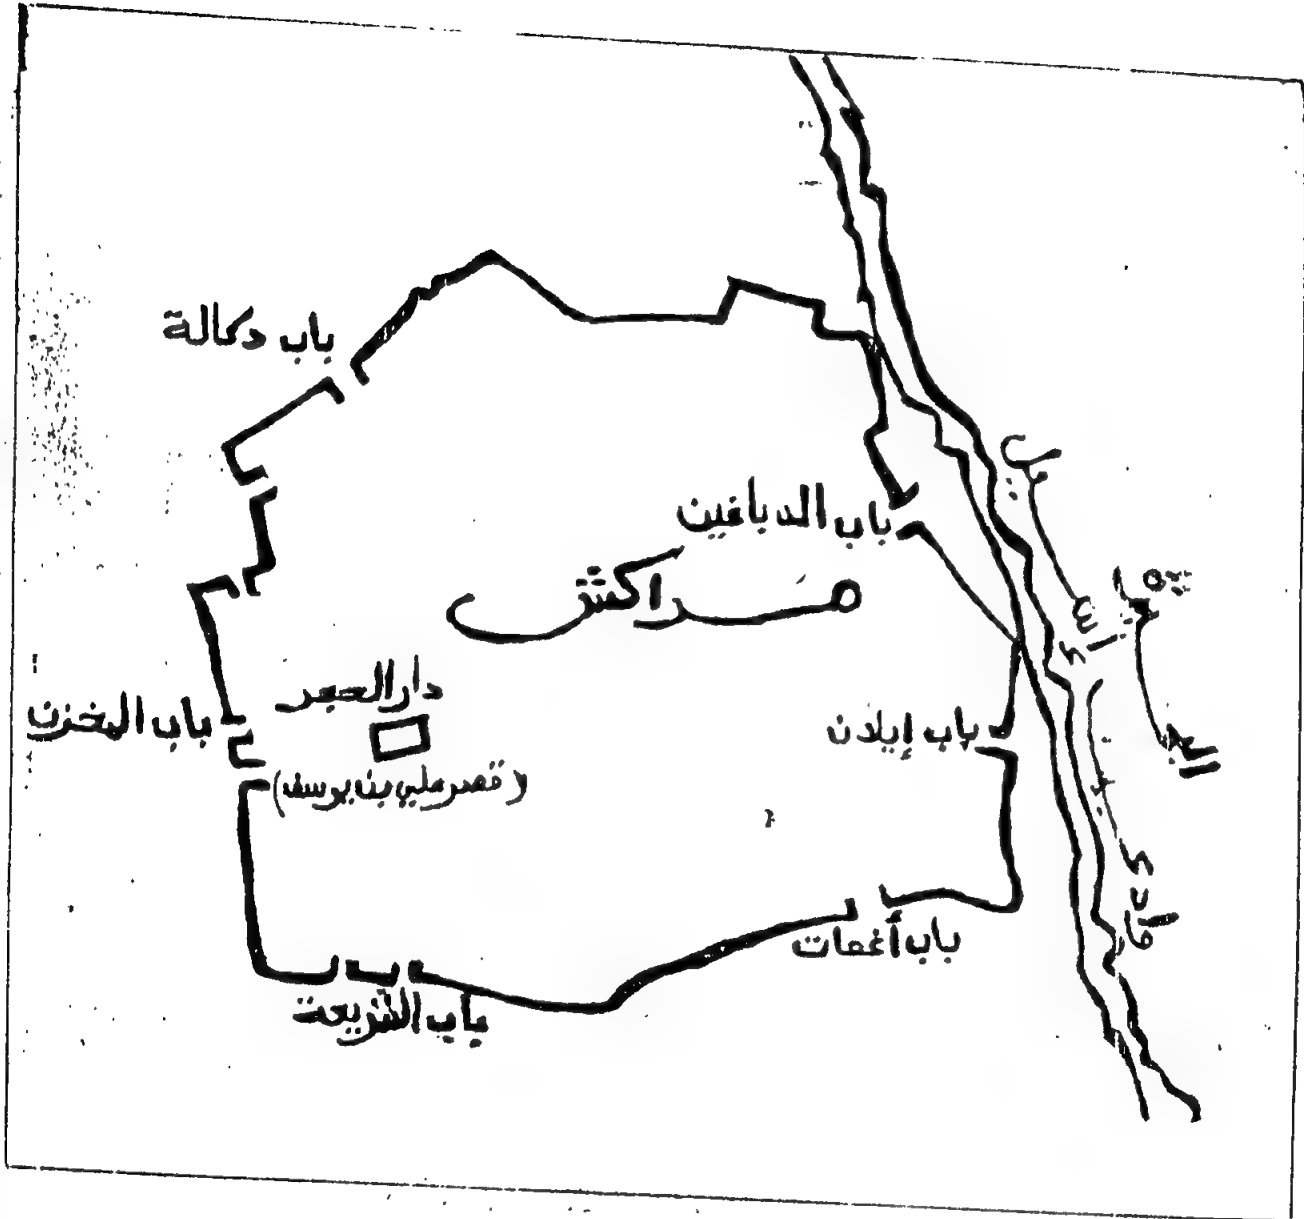 باب دكالة
باب الدباغين
مراكش
دار الحجر
باب المخزن
باب إيلان
(قصر علي بن يوسف)
باب أغمات
باب الشريعة